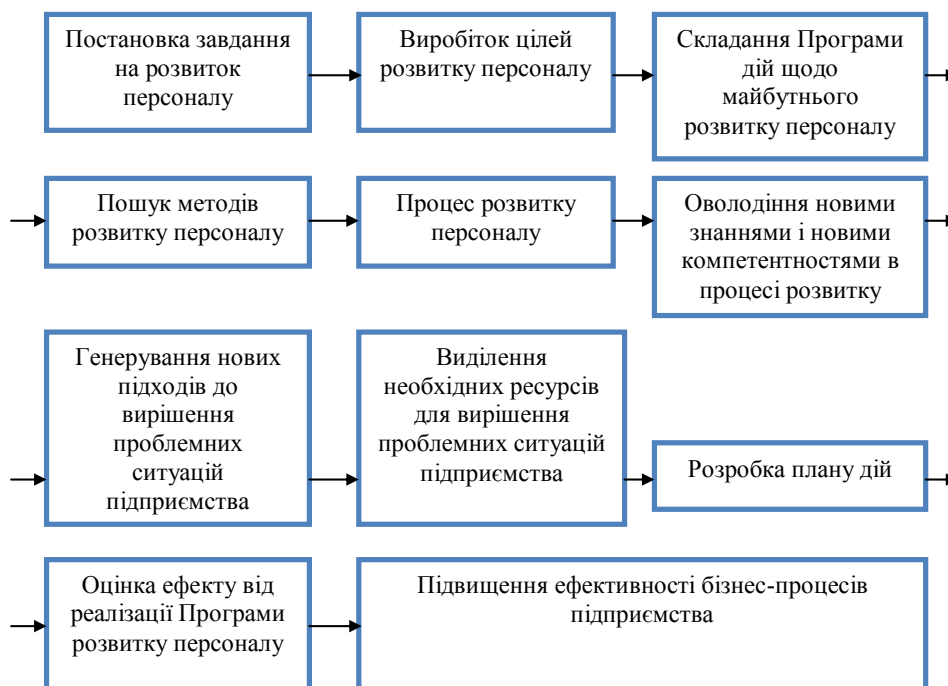 Постановка завдання
на розвиток
персоналу
Виробіток цілей
розвитку персоналу
Складання Програми
дій щодо
майбутнього
розвитку персоналу
Пошук методів
розвитку персоналу
Процес розвитку
персоналу
Оволодіння новими
знаннями і новими
компетентностями в
процесі розвитку
Генерування нових
підходів до
вирішення
проблемних
ситуацій
підприємства
Виділення
необхідних ресурсів
для вирішення
проблемних ситуацій
підприємства
Розробка плану дій
Оцінка ефекту від
реалізації Програми
розвитку персоналу
Підвищення ефективності бізнес-процесів
підприємства